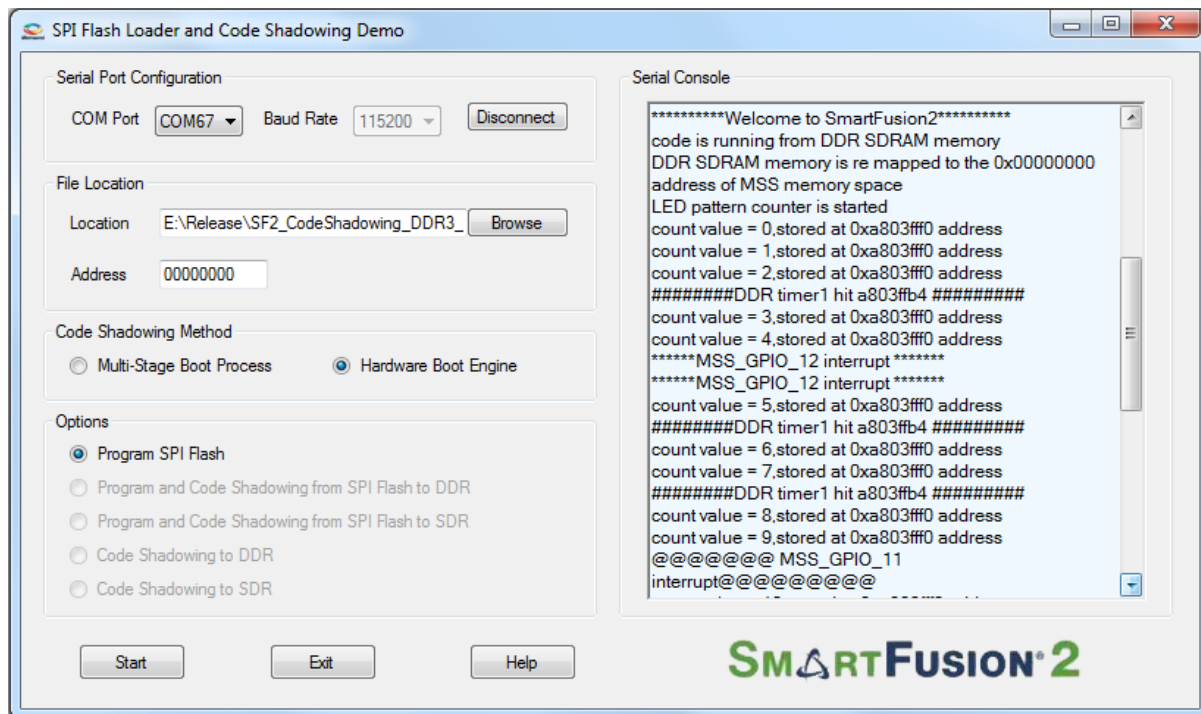 SPI Flash Loader and Code Shadowing Demo
Serial Port Configuration
COM Port COM67 Baud Rate 115200 Disconnect
File Location
Location E:\Release\SF2_CodeShadowing_DDR3_ Browse
Address 00000000
Code Shadowing Method
Multi-Stage Boot Process Hardware Boot Engine
Options
Program SPI Flash
Program and Code Shadowing from SPI Flash to DDR
Program and Code Shadowing from SPI Flash to SDR
Code Shadowing to DDR
Code Shadowing to SDR
Start Exit Help
Serial Console
**********Welcome to SmartFusion2**********
code is running from DDR SDRAM memory
DDR SDRAM memory is re mapped to the 0x00000000
address of MSS memory space
LED pattern counter is started
count value = 0,stored at 0xa803fff0 address
count value = 1,stored at 0xa803fff0 address
count value = 2,stored at 0xa803fff0 address
########DDR timer1 hit a803ffb4 #########
count value = 3,stored at 0xa803fff0 address
count value = 4,stored at 0xa803fff0 address
******MSS_GPIO_12 interrupt *******
******MSS_GPIO_12 interrupt *******
count value = 5,stored at 0xa803fff0 address
########DDR timer1 hit a803ffb4 #########
count value = 6,stored at 0xa803fff0 address
count value = 7,stored at 0xa803fff0 address
########DDR timer1 hit a803ffb4 #########
count value = 8,stored at 0xa803fff0 address
count value = 9,stored at 0xa803fff0 address
@@@@@@@ MSS_GPIO_11
interrupt@@@@@@@@@
SMARTFUSION® 2